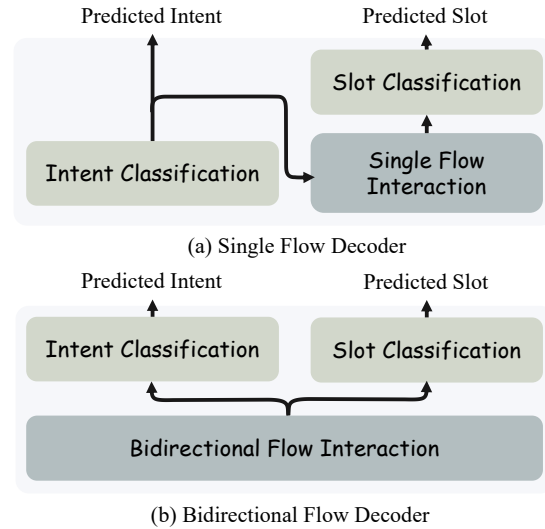 Predicted Intent
Predicted Slot
Slot Classification
Intent Classification
Single Flow
Interaction
(a) Single Flow Decoder
Predicted Intent
Predicted Slot
Intent Classification
Slot Classification
Bidirectional Flow Interaction
(b) Bidirectional Flow Decoder